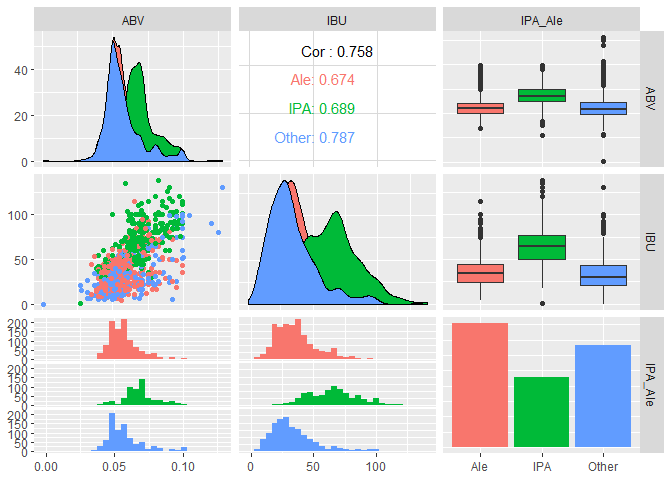 ABV IBU IPA_Ale
40
20
0
Cor : 0.758
Ale: 0.674
IPA: 0.689
Other: 0.787
ABV
100
50
0
IBU
200
150
100
50
0
200
150
100
50
0
200
150
100
50
0
IPA_Ale
0.00 0.05 0.10 0 50 100 Ale IPA Other